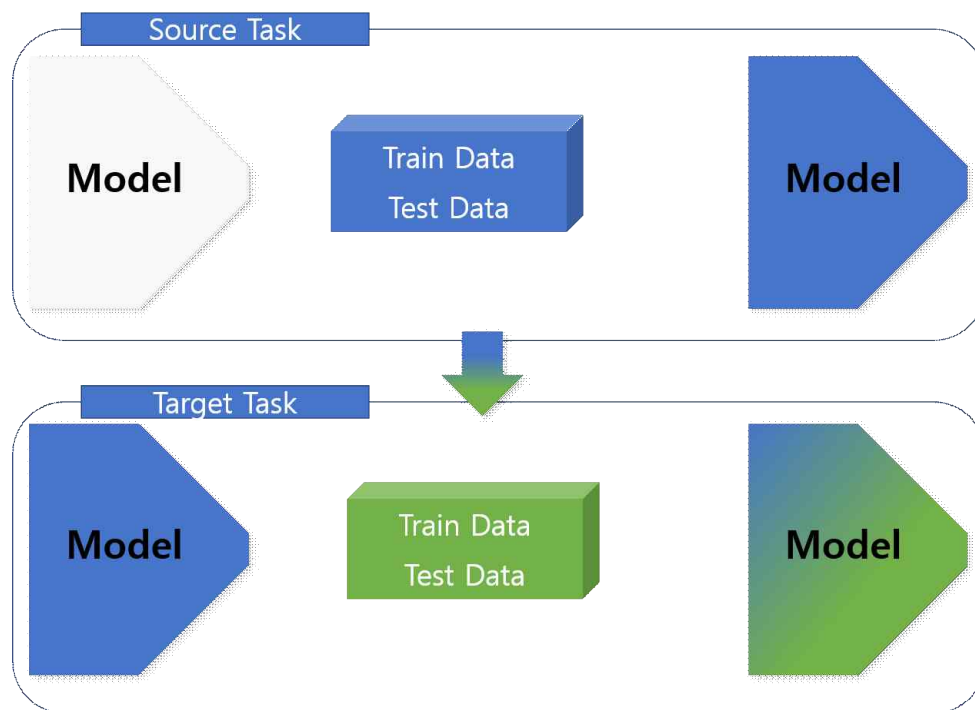 Source Task
Model
Train Data
Test Data
Model
Target Task
Model
Train Data
Test Data
Model